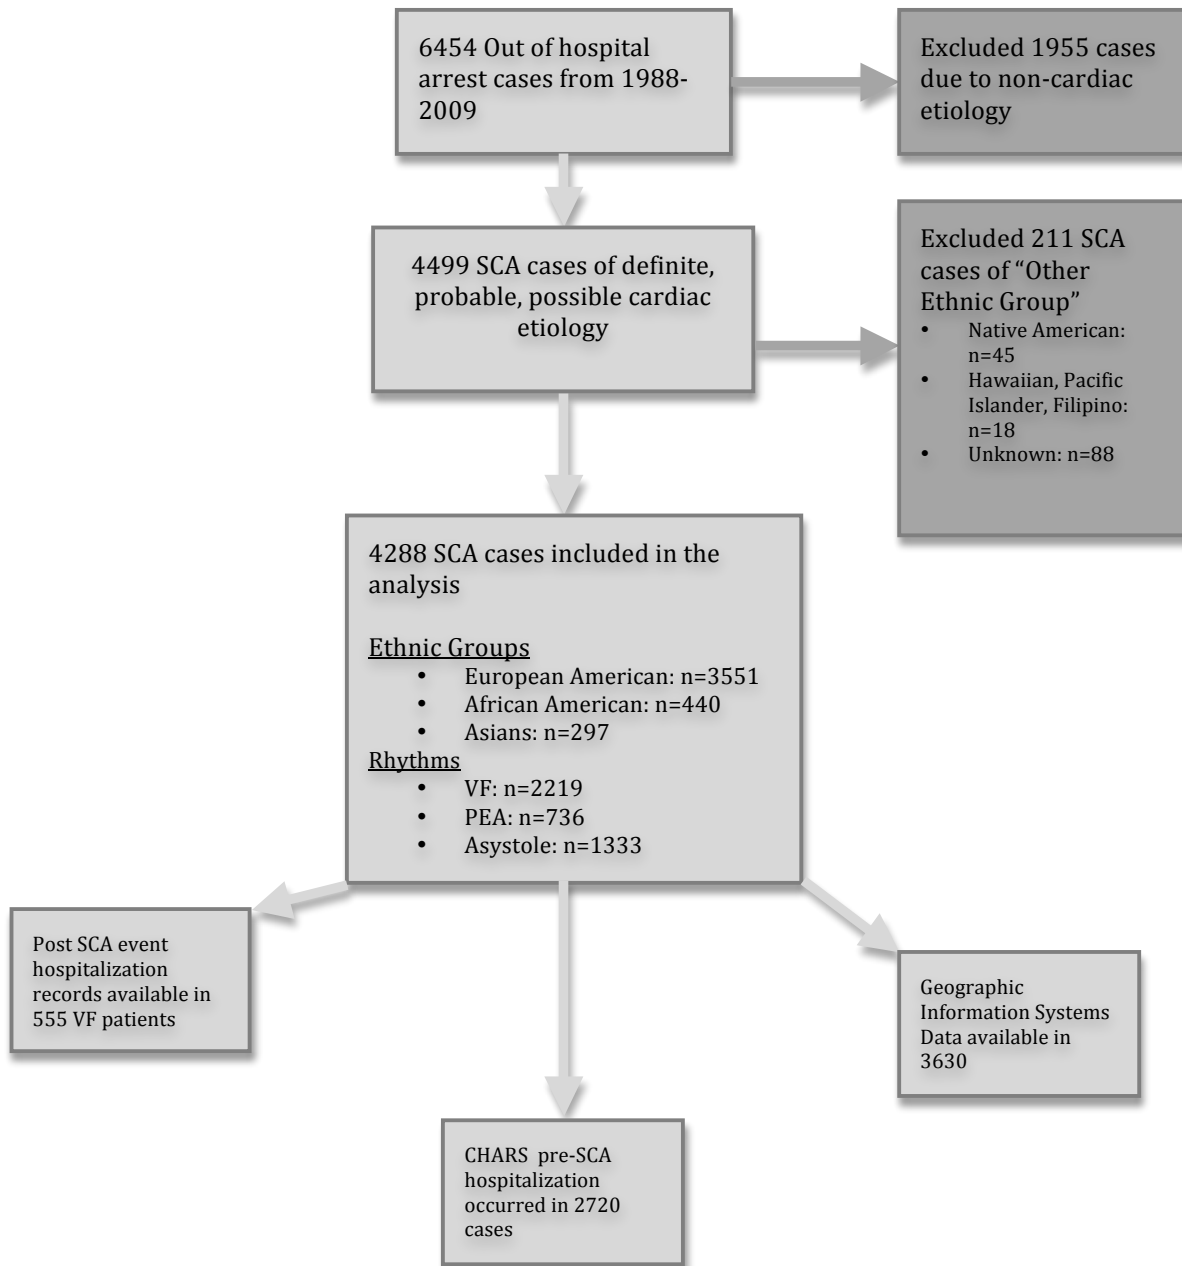 6454 Out of hospital
arrest cases from 1988-
2009
Excluded 1955 cases
due to non-cardiac
etiology
4499 SCA cases of definite,
probable, possible cardiac
etiology
Excluded 211 SCA
cases of “Other
Ethnic Group”
• Native American:
n=45
• Hawaiian, Pacific
Islander, Filipino:
n=18
• Unknown: n=88
4288 SCA cases included in the
analysis
Ethnic Groups
• European American: n=3551
• African American: n=440
• Asians: n=297
Rhythms
• VF: n=2219
• PEA: n=736
• Asystole: n=1333
Post SCA event
hospitalization
records available in
555 VF patients
Geographic
Information Systems
Data available in
3630
CHARS pre-SCA
hospitalization
occurred in 2720
cases